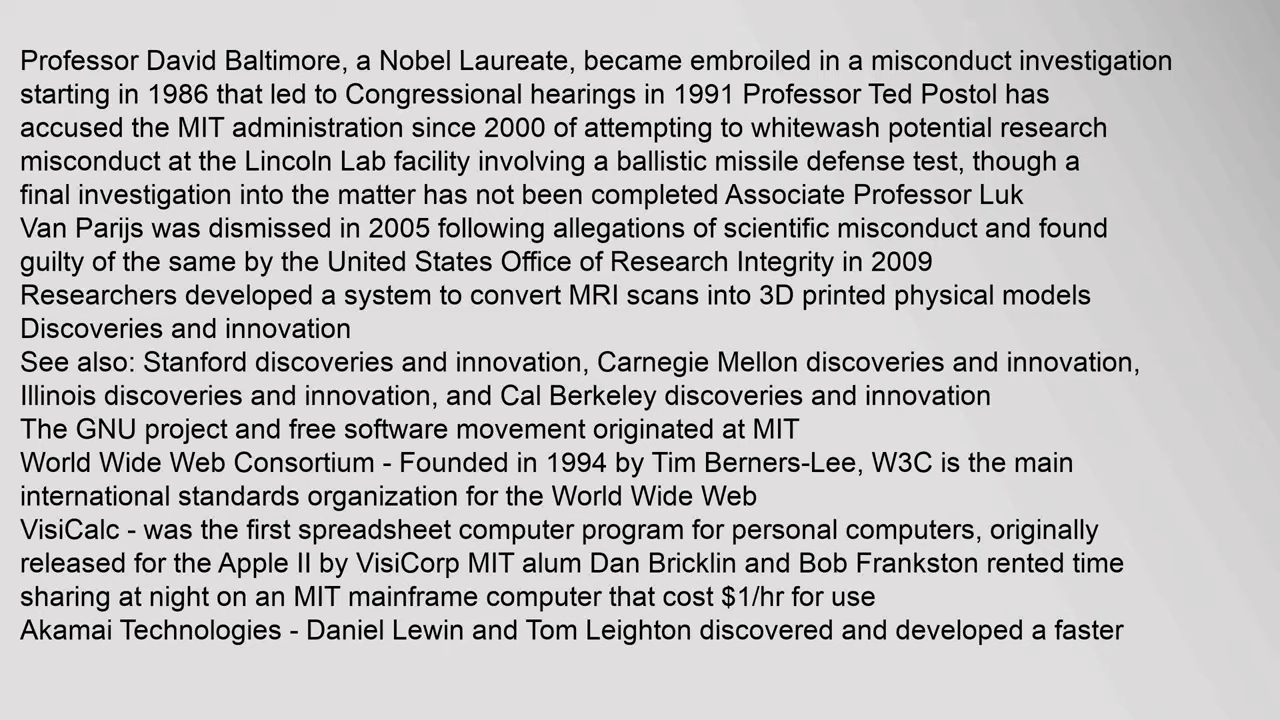 Professor David Baltimore, a Nobel Laureate, became embroiled in a misconduct investigation
starting in 1986 that led to Congressional hearings in 1991 Professor Ted Postol has
accused the MIT administration since 2000 of attempting to whitewash potential research
misconduct at the Lincoln Lab facility involving a ballistic missile defense test, though a
final investigation into the matter has not been completed Associate Professor Luk
Van Parijs was dismissed in 2005 following allegations of scientific misconduct and found
guilty of the same by the United States Office of Research Integrity in 2009
Researchers developed a system to convert MRI scans into 3D printed physical models
Discoveries and innovation
See also: Stanford discoveries and innovation, Carnegie Mellon discoveries and innovation,
Illinois discoveries and innovation, and Cal Berkeley discoveries and innovation
The GNU project and free software movement originated at MIT
World Wide Web Consortium - Founded in 1994 by Tim Berners-Lee, W3C is the main
international standards organization for the World Wide Web
VisiCalc - was the first spreadsheet computer program for personal computers, originally
released for the Apple II by VisiCorp MIT alum Dan Bricklin and Bob Frankston rented time
sharing at night on an MIT mainframe computer that cost $1/hr for use
Akamai Technologies - Daniel Lewin and Tom Leighton discovered and developed a faster